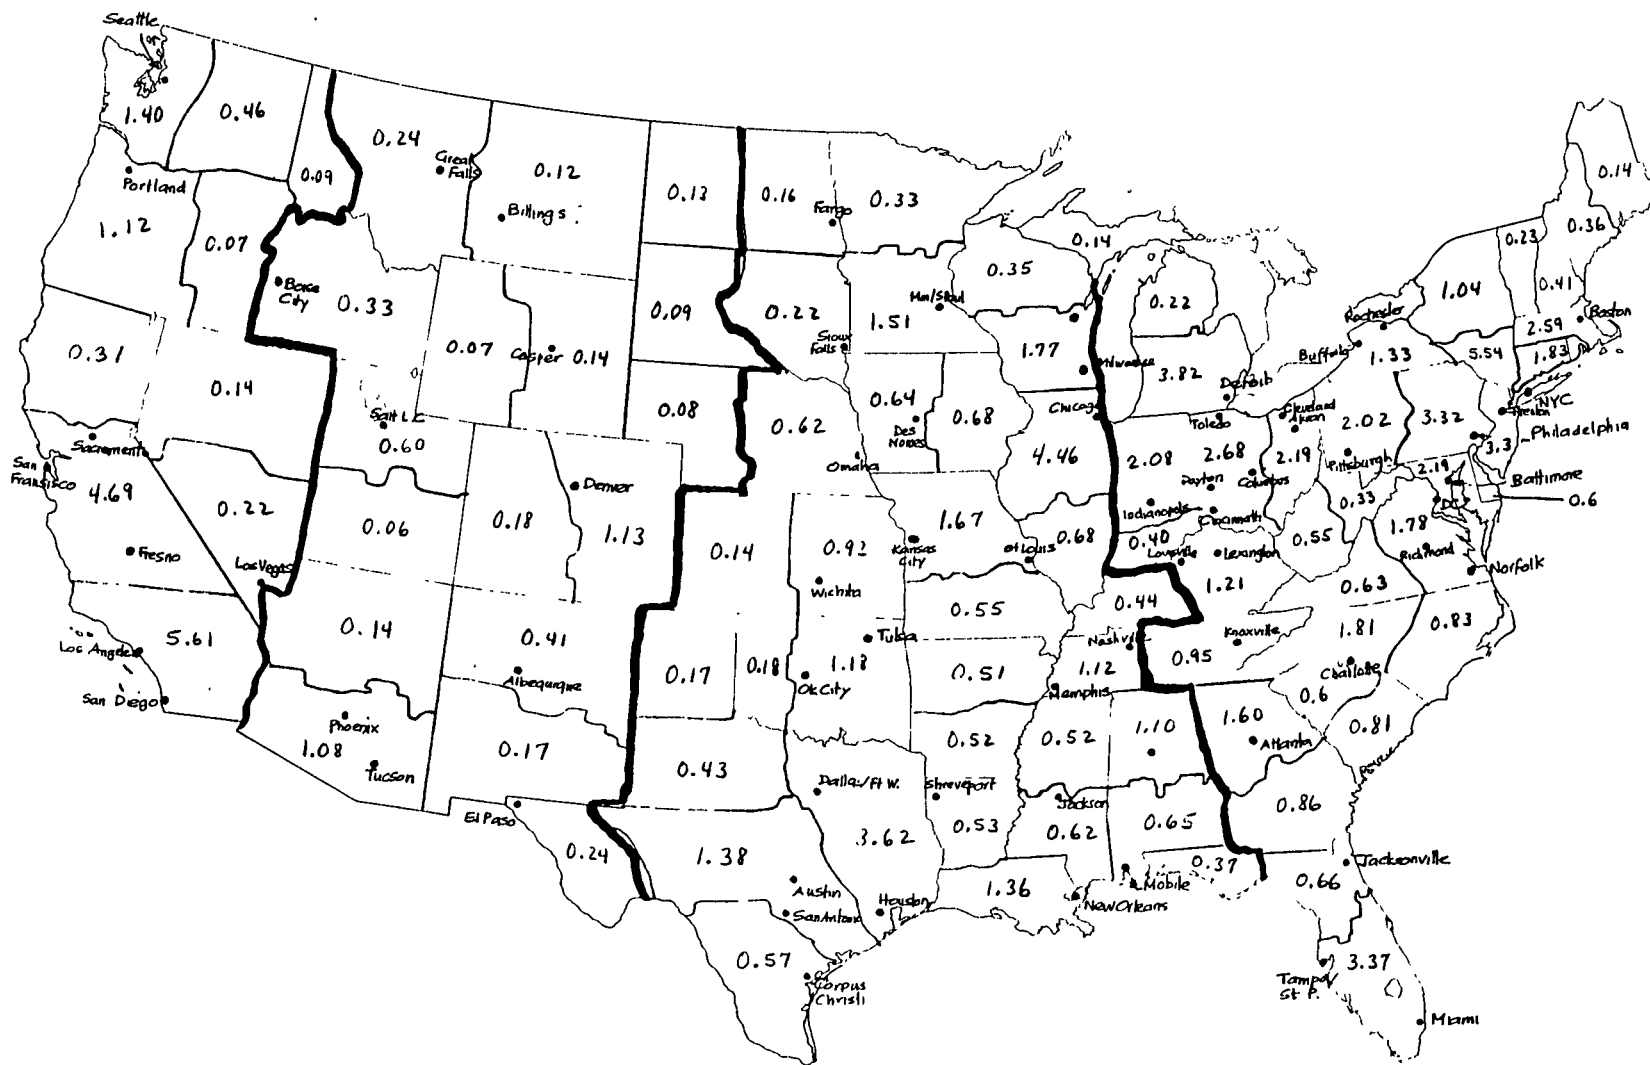 Seattle
1.40
0.46
0.24
0.09
Great
Falls
0.12
Billings
0.13
0.16
Fargo
0.33
0.14
Portland
1.12
0.07
Boise
City
0.33
0.14
0.35
0.22
0.23
0.36
0.41
1.04
0.31
0.14
0.07
Casper
0.14
0.09
0.22
Sioux
Falls
1.51
1.77
Milwaukee
3.82
Detroit
Rochester
Buffalo
1.33
5.54
2.59
Boston
1.83
NYC
Salt L.C
0.60
0.08
0.62
Omaha
0.64
Des
0.68
Chicago
4.46
2.08
Toledo
2.68
Cleveland
Akron
2.19
2.02
Pittsburgh
3.32
3.3
Philadelphia
2.19
Baltimore
0.6
DC
Sacramento
San
Fransisco
4.69
Fresno
0.22
Las Vegas
0.06
0.18
Denver
1.13
0.14
Wichita
1.67
Kansas
City
St Louis
0.68
Dayton
Columbus
Indianopolis
Cincinnati
0.40
Louisville
Lexington
1.21
0.55
0.33
1.78
Richmond
Norfolk
0.63
5.61
Los Angeles
San Diego
0.14
0.41
Albequerque
0.17
0.18
Tulsa
Ok City
0.55
0.44
Nashville
0.51
1.12
Memphis
0.95
Knoxville
1.81
Charlotte
0.83
Phoenix
1.08
Tucson
0.17
El Paso
0.24
0.43
Dallas/Ft W.
0.52
Shreveport
0.53
0.52
Jackson
0.62
1.10
0.65
1.60
Atlanta
0.6
0.81
0.86
1.38
Austin
San Antonio
3.62
Houston
1.36
New Orleans
Mobile
0.37
Jacksonville
0.66
0.57
Corpus
Christi
Tampa
St P.
3.37
Miami